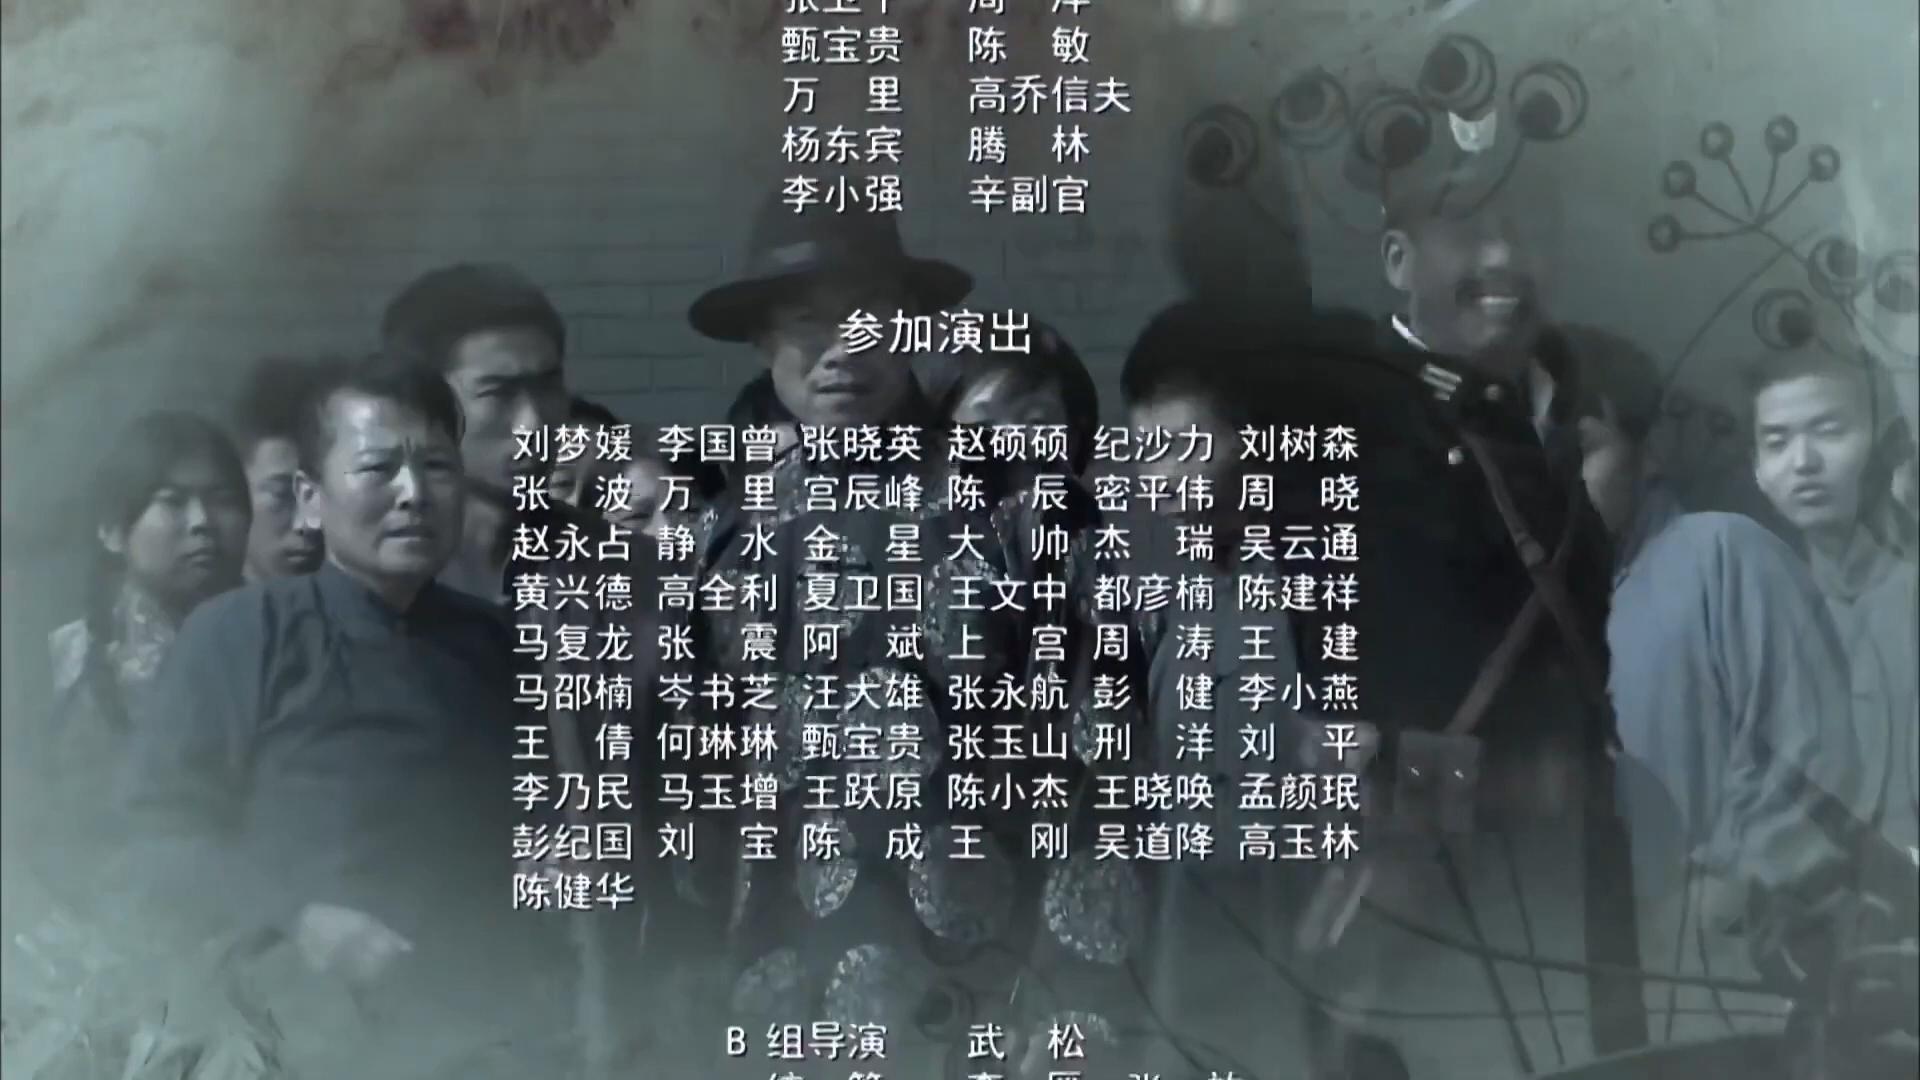 甄宝贵 陈 敏
万 里 高乔信夫
杨东宾 腾 林
李小强 辛副官
参加演出
刘梦媛 李国曾 张晓英 赵硕硕 纪沙力 刘树森
张 波 万 里 宫辰峰 陈 辰 密平伟 周 晓
赵永占 静 水 金 星 大 帅 杰 瑞 吴云通
黄兴德 高全利 夏卫国 王文中 都彦楠 陈建祥
马复龙 张 震 阿 斌 上 宫 周 涛 王 建
马邵楠 岑书芝 汪大雄 张永航 彭 健 李小燕
王 倩 何琳琳 甄宝贵 张玉山 刑 洋 刘 平
李乃民 马玉增 王跃原 陈小杰 王晓唤 孟颜珉
彭纪国 刘 宝 陈 成 王 刚 吴道降 高玉林
陈健华
B 组导演 武 松